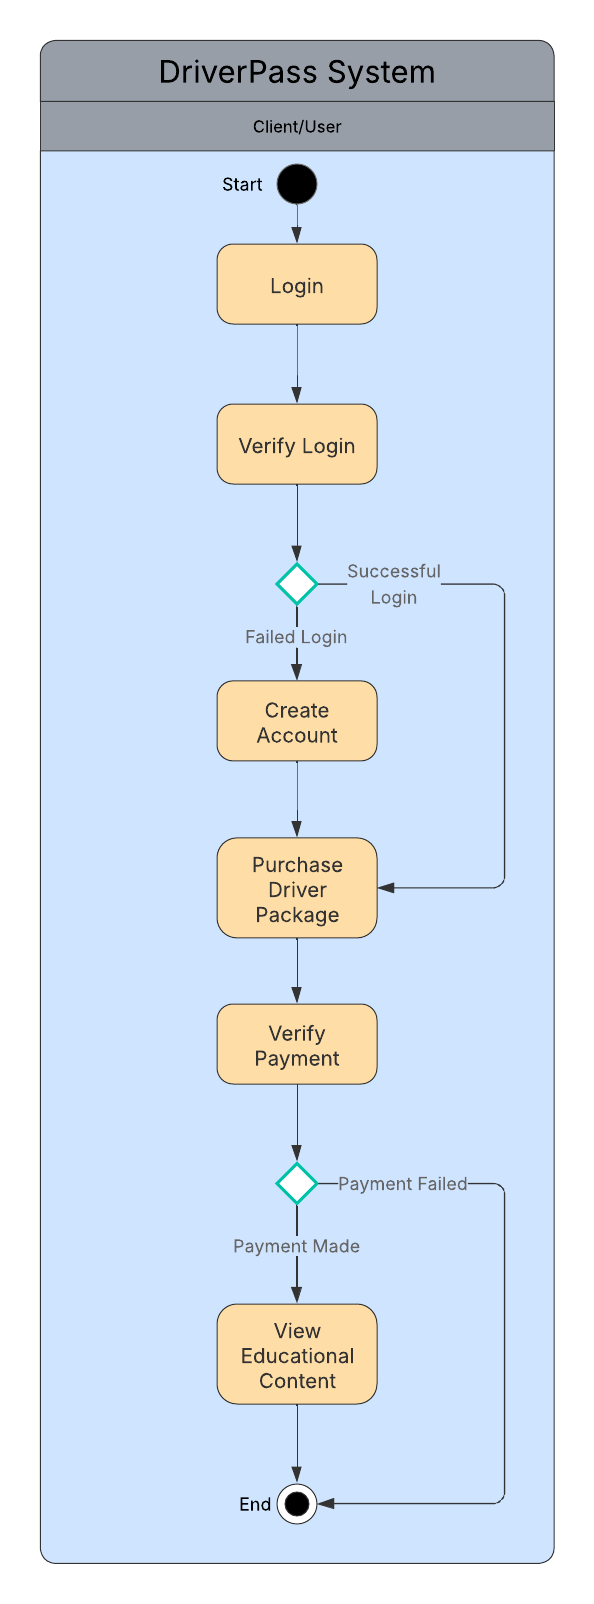 DriverPass System
Client/User
Start
Login
Verify Login
Successful
Login
Failed Login
Create
Account
Purchase
Driver
Package
Verify
Payment
Payment Failed
Payment Made
View
Educational
Content
End